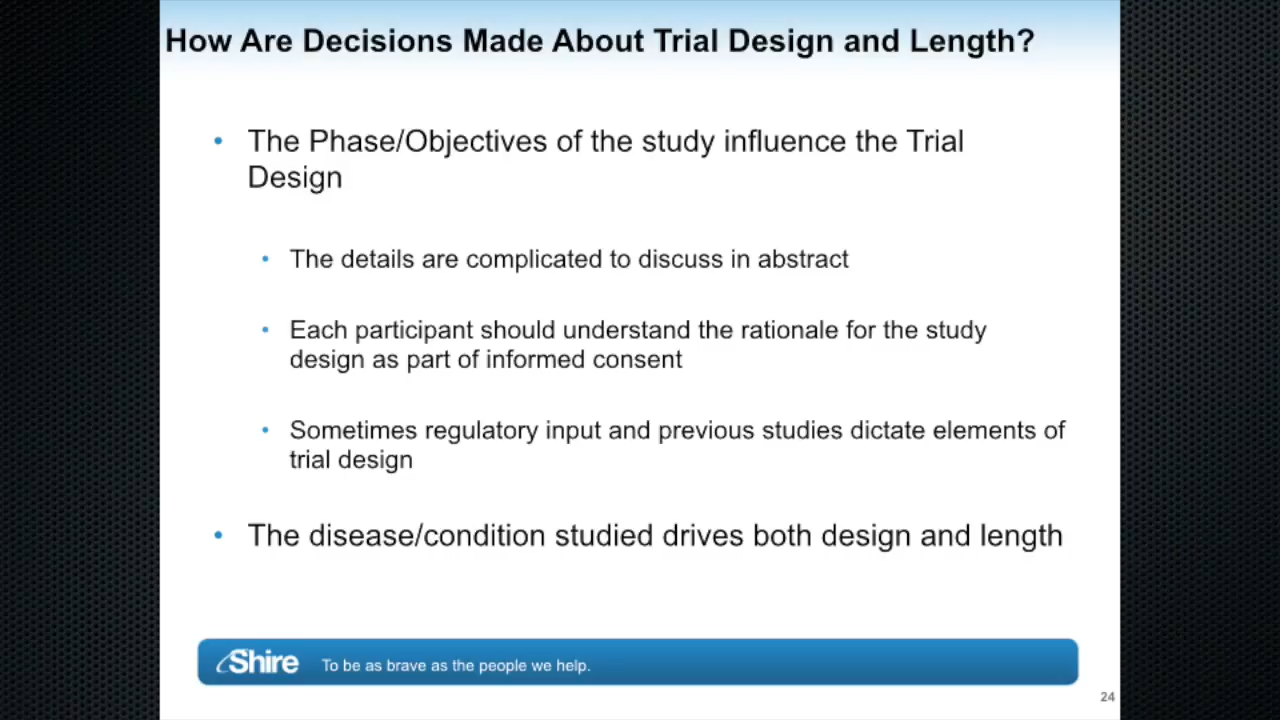 How Are Decisions Made About Trial Design and Length?
• The Phase/Objectives of the study influence the Trial
Design
• The details are complicated to discuss in abstract
• Each participant should understand the rationale for the study
design as part of informed consent
• Sometimes regulatory input and previous studies dictate elements of
trial design
• The disease/condition studied drives both design and length
Shire To be as brave as the people we help.
24